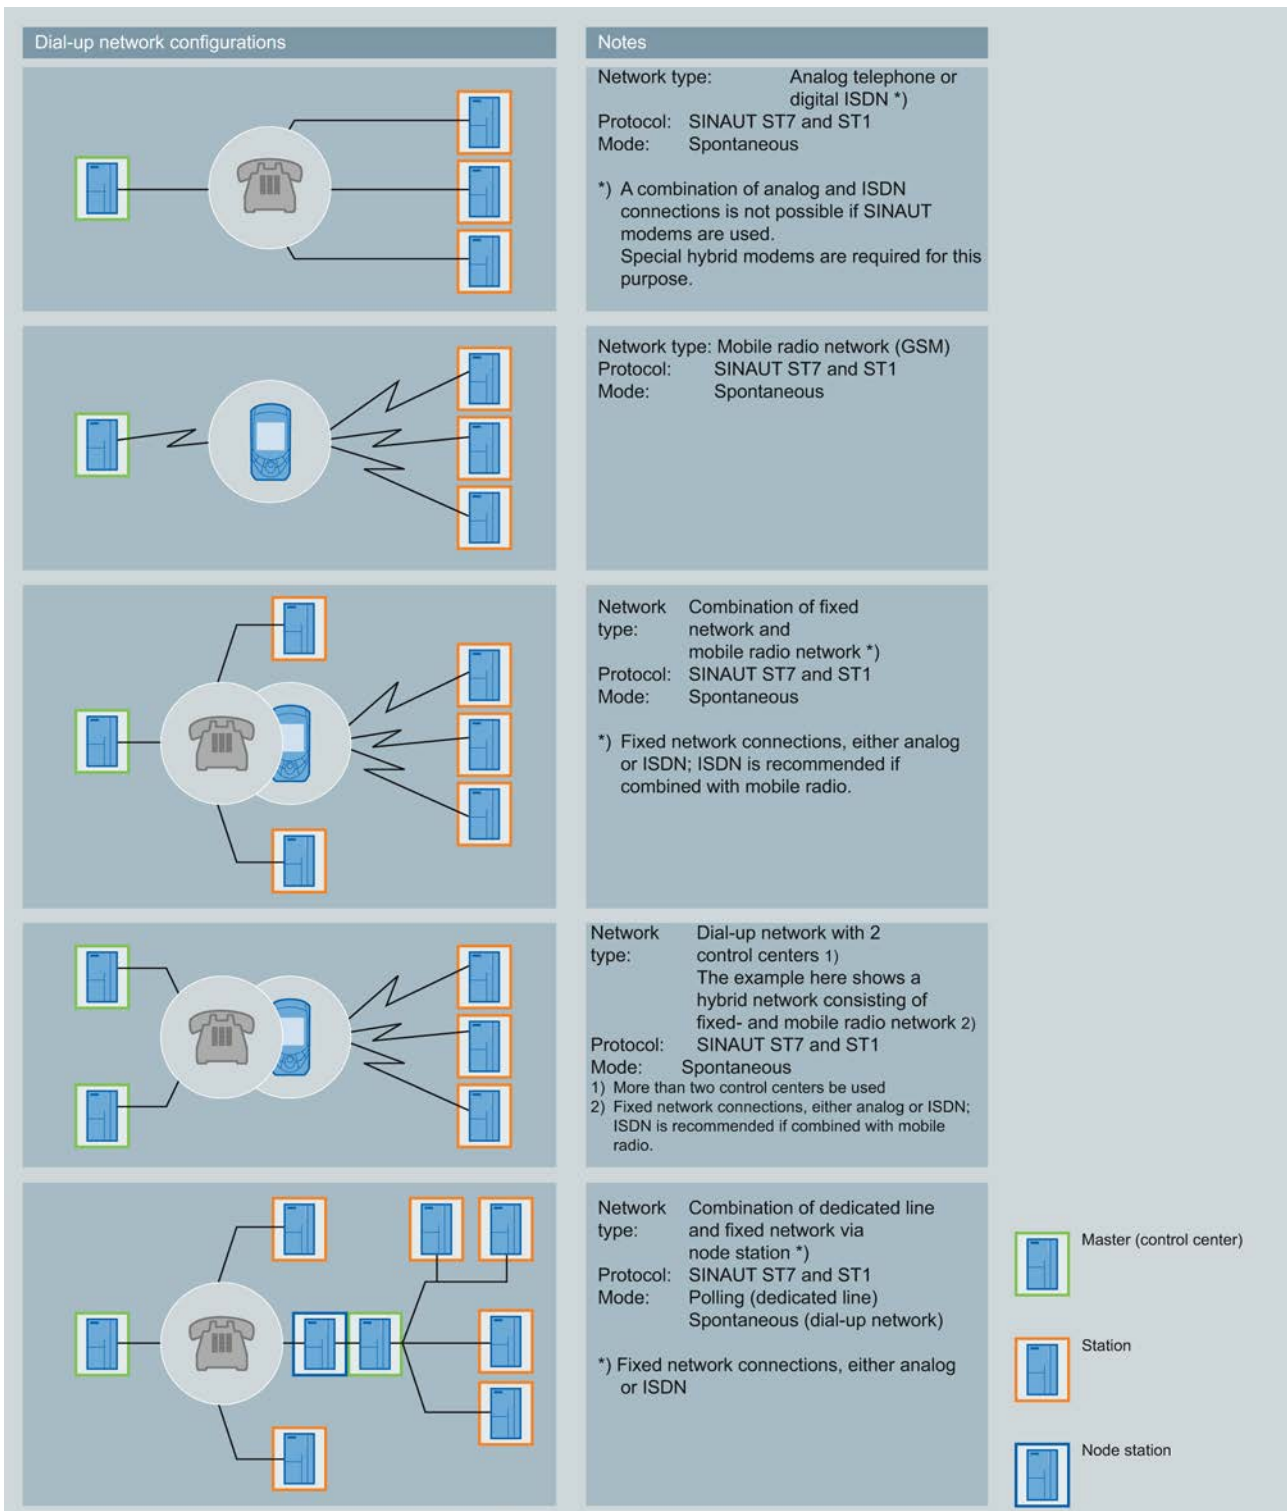 Dial-up network configurations
Notes
Network type: Analog telephone or
digital ISDN *)
Protocol: SINAUT ST7 and ST1
Mode: Spontaneous
*) A combination of analog and ISDN
connections is not possible if SINAUT
modems are used.
Special hybrid modems are required for this
purpose.
Network type: Mobile radio network (GSM)
Protocol: SINAUT ST7 and ST1
Mode: Spontaneous
Network Combination of fixed
type: network and
mobile radio network *)
Protocol: SINAUT ST7 and ST1
Mode: Spontaneous
*) Fixed network connections, either analog
or ISDN; ISDN is recommended if
combined with mobile radio.
Network Dial-up network with 2
type: control centers 1)
The example here shows a
hybrid network consisting of
fixed- and mobile radio network 2)
Protocol: SINAUT ST7 and ST1
Mode: Spontaneous
1) More than two control centers be used
2) Fixed network connections, either analog or ISDN;
ISDN is recommended if combined with mobile
radio.
Network Combination of dedicated line
type: and fixed network via
node station *)
Protocol: SINAUT ST7 and ST1
Mode: Polling (dedicated line)
Spontaneous (dial-up network)
*) Fixed network connections, either analog
or ISDN
Master (control center)
Station
Node station